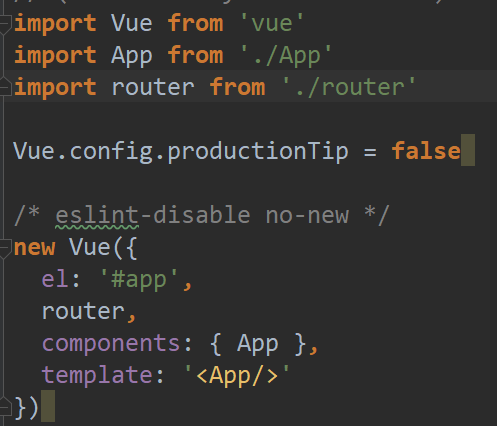 import Vue from 'vue'
import App from './App'
import router from './router'
Vue.config.productionTip = false
/* eslint-disable no-new */
new Vue({
el: '#app',
router,
components: { App },
template: '<App/>'
})